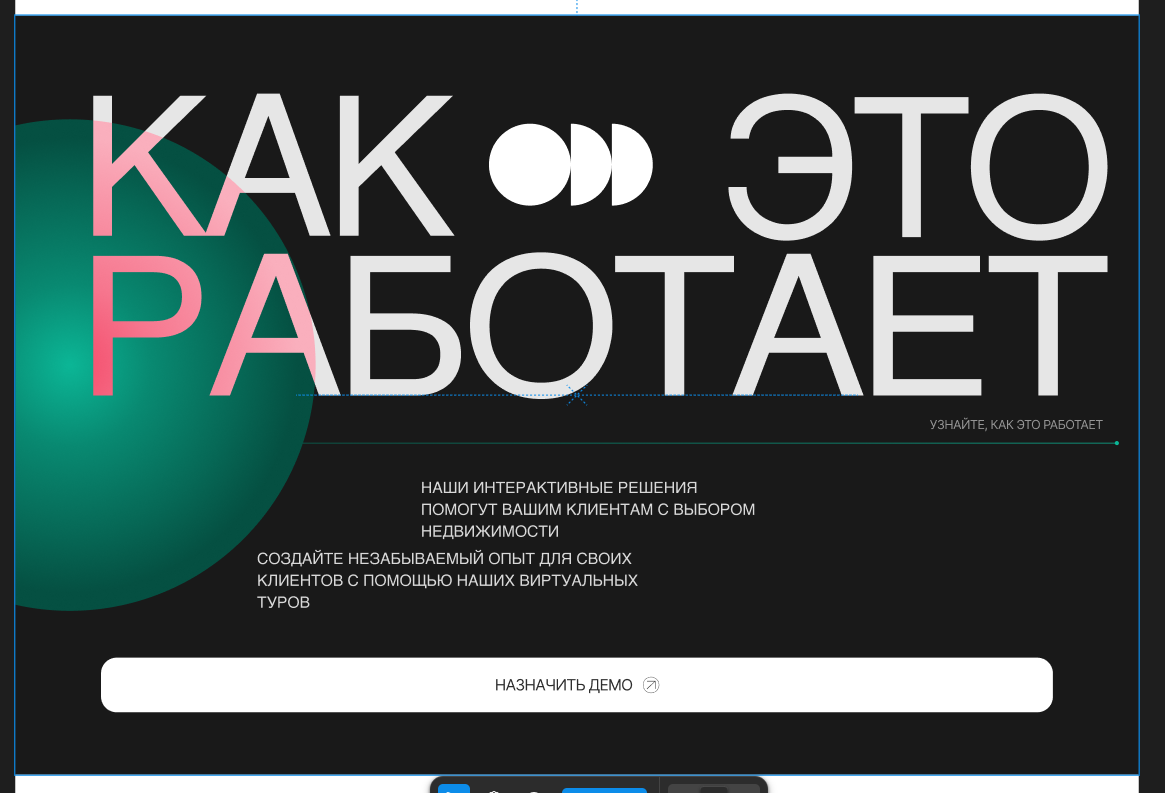 КАК ЭТО
РАБОТАЕТ
УЗНАЙТЕ, КАК ЭТО РАБОТАЕТ
НАШИ ИНТЕРАКТИВНЫЕ РЕШЕНИЯ
ПОМОГУТ ВАШИМ КЛИЕНТАМ С ВЫБОРОМ
НЕДВИЖИМОСТИ
СОЗДАЙТЕ НЕЗАБЫВАЕМЫЙ ОПЫТ ДЛЯ СВОИХ
КЛИЕНТОВ С ПОМОЩЬЮ НАШИХ ВИРТУАЛЬНЫХ
ТУРОВ
НАЗНАЧИТЬ ДЕМО